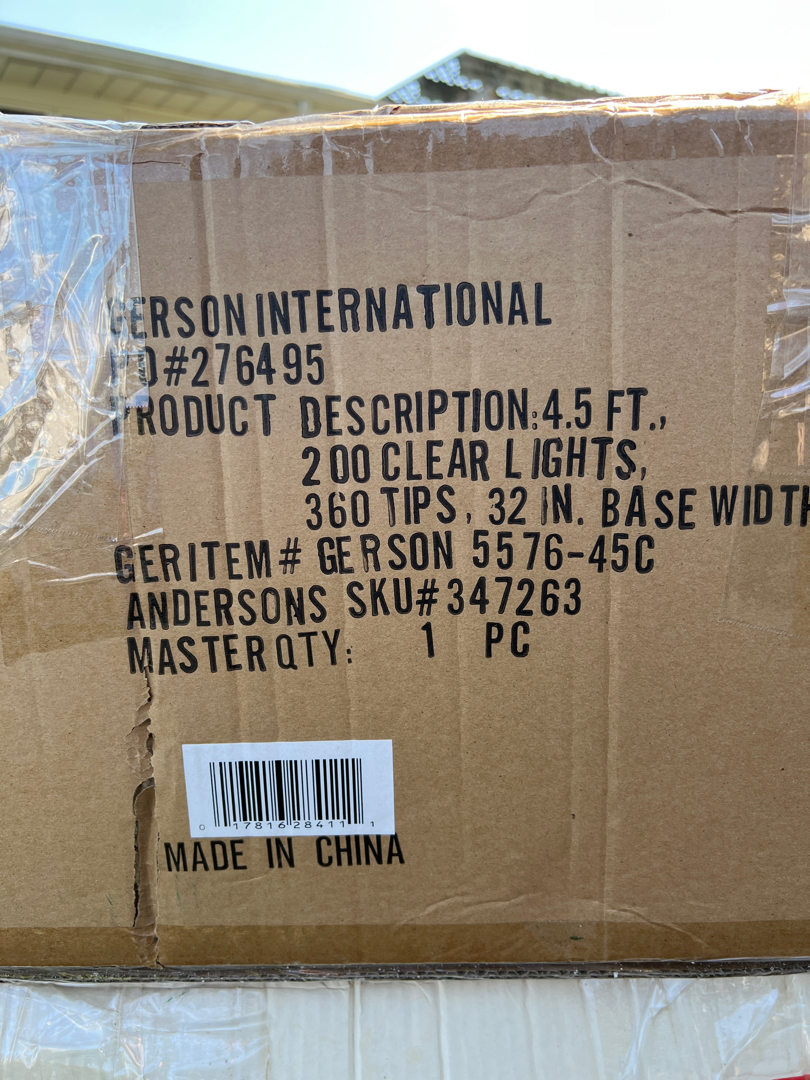 GERSON INTERNATIONAL
PO#276495
PRODUCT DESCRIPTION:4.5 FT.,
200 CLEAR LIGHTS,
360 TIPS, 32 IN. BASE WIDTH
GERITEM# GERSON 5576-45C
ANDERSONS SKU#347263
MASTER QTY: 1 PC
0 17816 28411 1
MADE IN CHINA